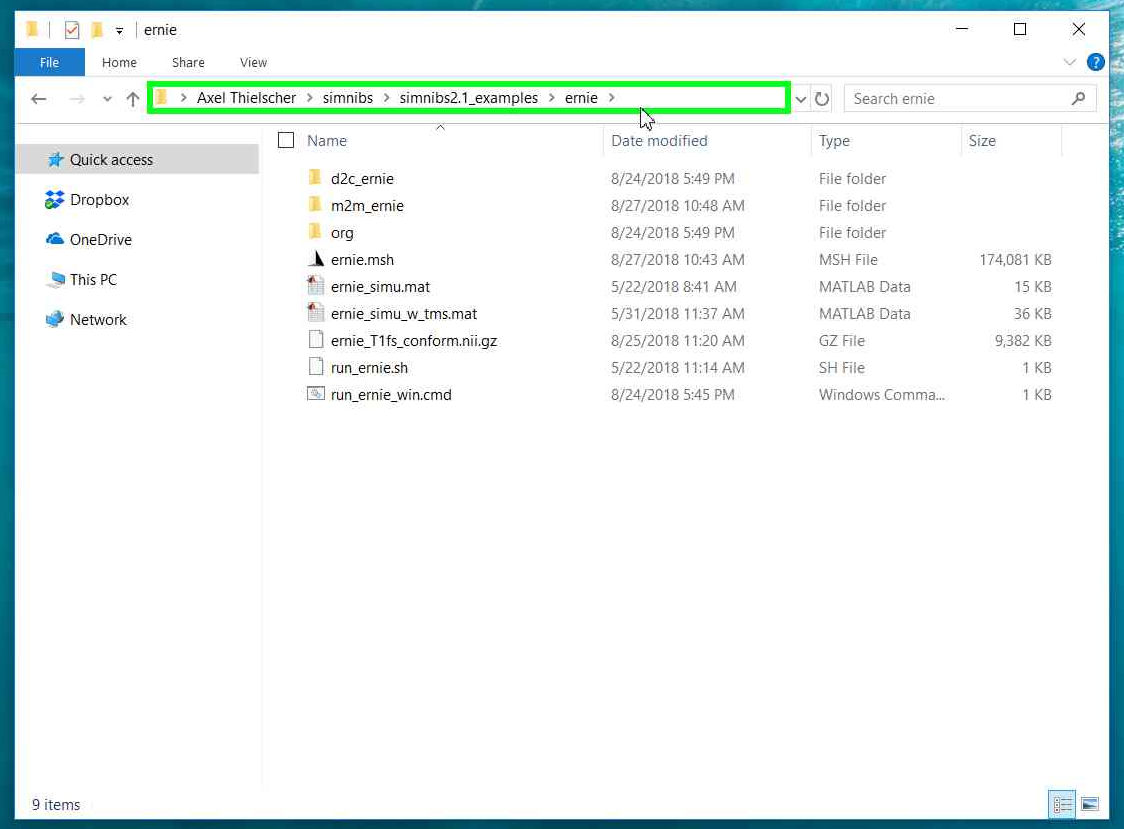 ernie
File Home Share View
Axel Thielscher simnibs simnibs2.1_examples ernie Search ernie
Name Date modified Type Size
Quick access
Dropbox
OneDrive
This PC
Network
d2c_ernie 8/24/2018 5:49 PM File folder
m2m_ernie 8/27/2018 10:48 AM File folder
org 8/24/2018 5:49 PM File folder
ernie.msh 8/27/2018 10:43 AM MSH File 174,081 KB
ernie_simu.mat 5/22/2018 8:41 AM MATLAB Data 15 KB
ernie_simu_w_tms.mat 5/31/2018 11:37 AM MATLAB Data 36 KB
ernie_T1fs_conform.nii.gz 8/25/2018 11:20 AM GZ File 9,382 KB
run_ernie.sh 5/22/2018 11:14 AM SH File 1 KB
run_ernie_win.cmd 8/24/2018 5:45 PM Windows Comma... 1 KB
9 items